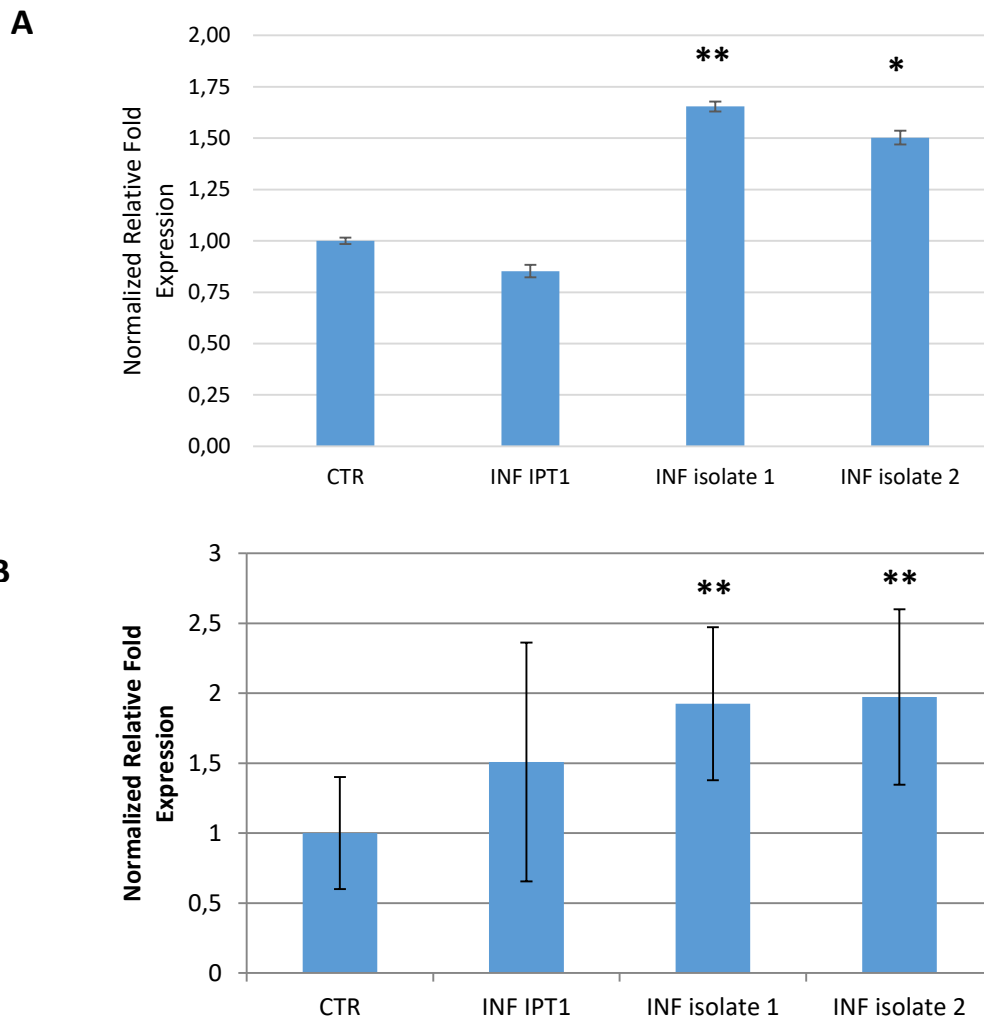 A
Normalized Relative Fold
Expression
2,00
1,75
1,50
1,25
1,00
0,75
0,50
0,25
0,00
**
*
CTR
INF IPT1
INF isolate 1
INF isolate 2
B
Normalized Relative Fold
Expression
3
2,5
2
1,5
1
0,5
0
**
**
CTR
INF IPT1
INF isolate 1
INF isolate 2